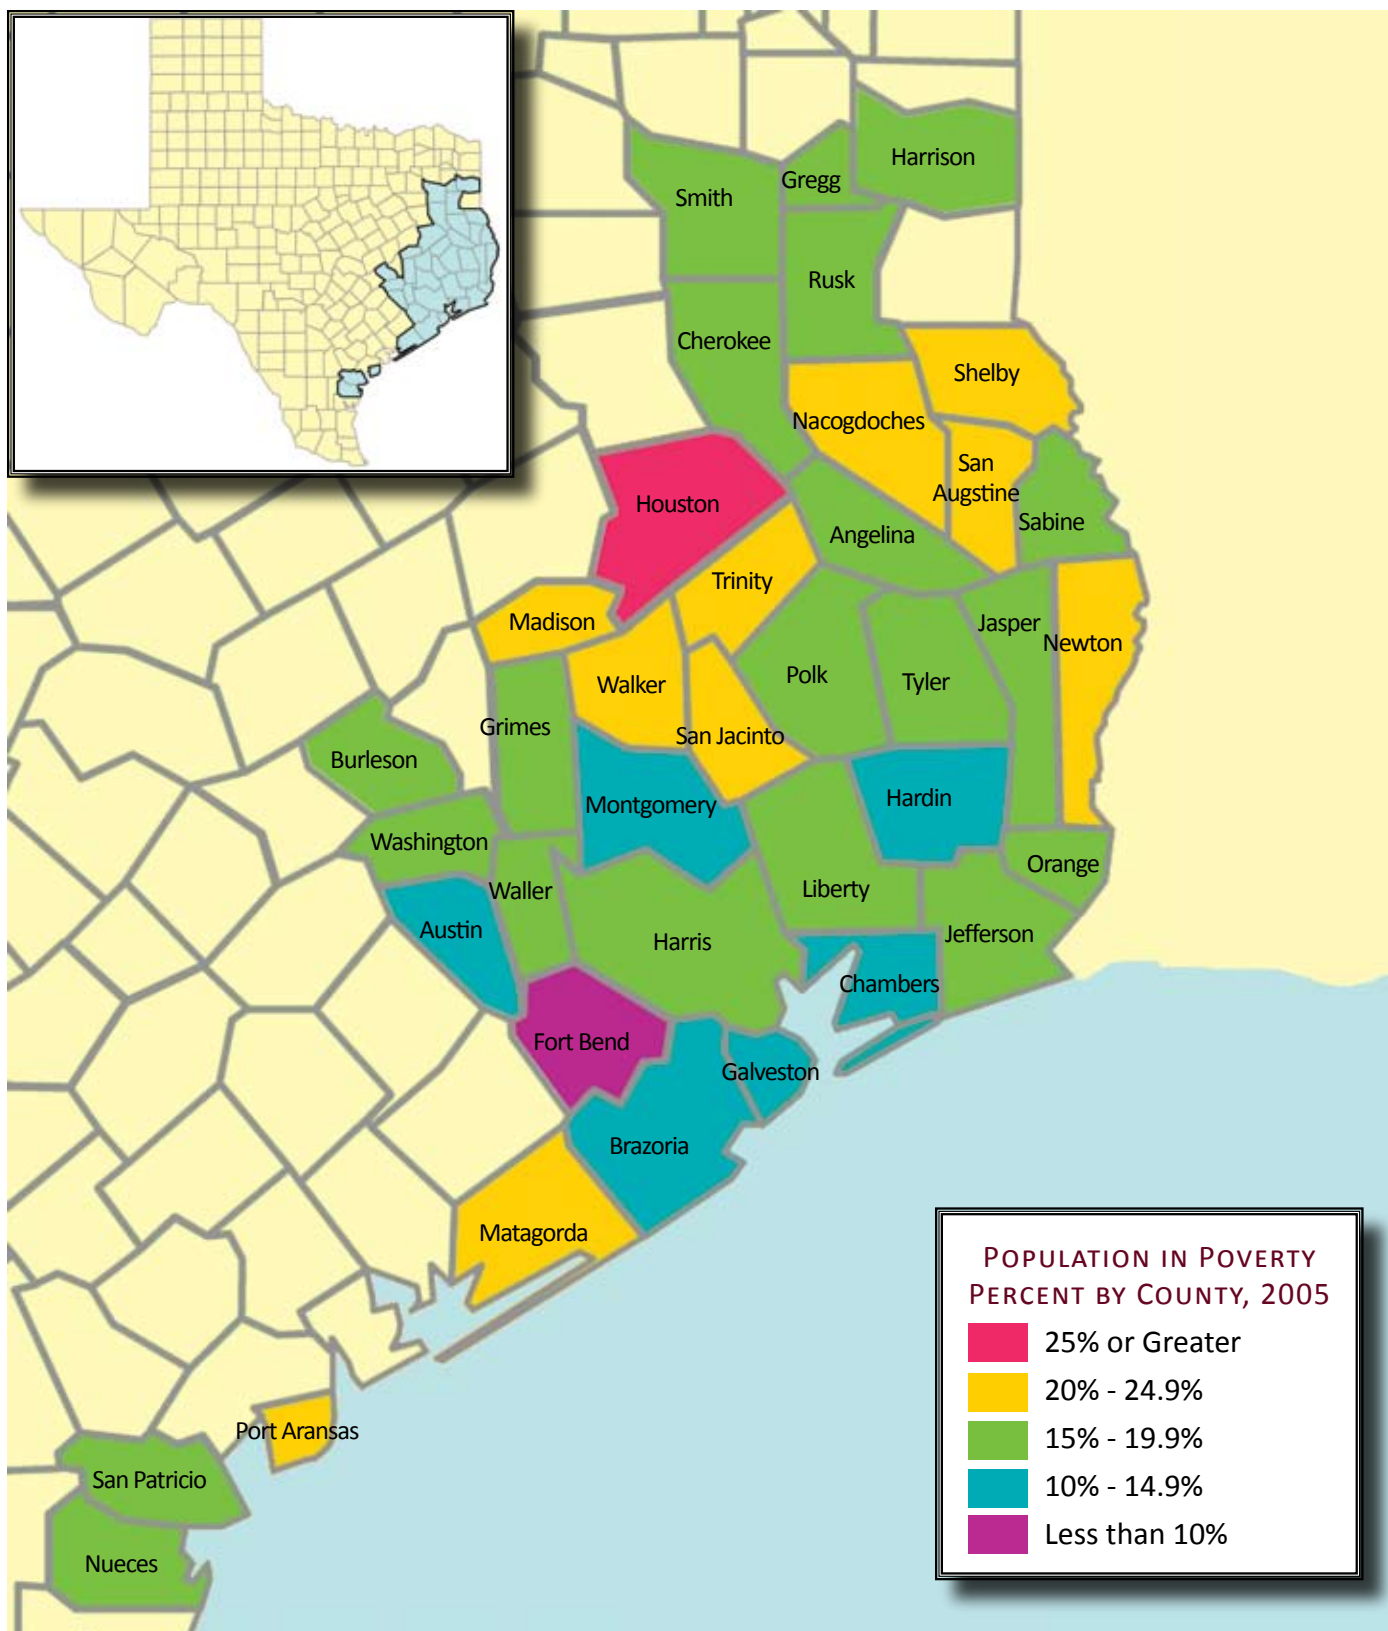 Harrison
Gregg
Smith
Rusk
Cherokee
Shelby
Nacogdoches
San
Augstine
Houston
Sabine
Angelina
Trinity
Madison
Jasper
Newton
Walker
Polk
Tyler
Grimes
San Jacinto
Burleson
Hardin
Montgomery
Washington
Orange
Waller
Liberty
Austin
Harris
Jefferson
Chambers
Fort Bend
Galveston
Brazoria
Matagorda
Port Aransas
San Patricio
Nueces
Population in Poverty
Percent by County, 2005
25% or Greater
20% - 24.9%
15% - 19.9%
10% - 14.9%
Less than 10%